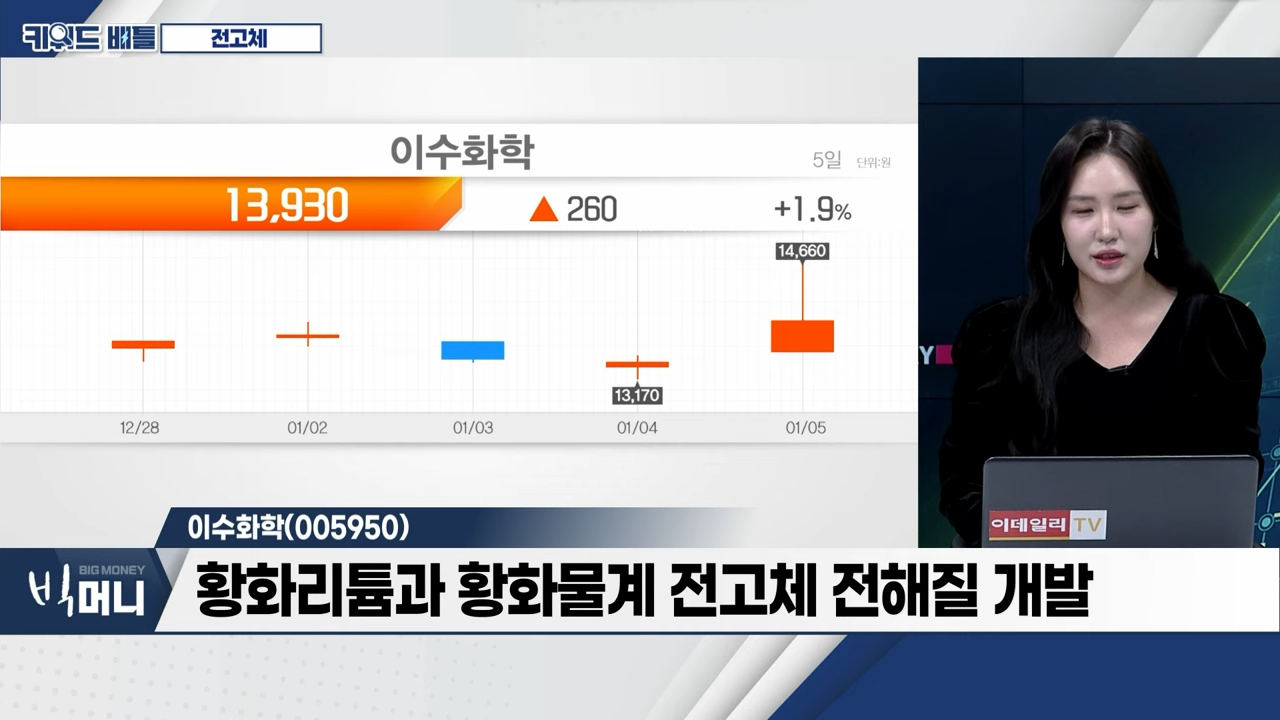 키워드 배틀
전고체
이수화학
5일 단위:원
13,930 ▲ 260 +1.9%
14,660
13,170
12/28 01/02 01/03 01/04 01/05
Y
이데일리 TV
이수화학(005950)
BIG MONEY
빅머니
황화리튬과 황화물계 전고체 전해질 개발